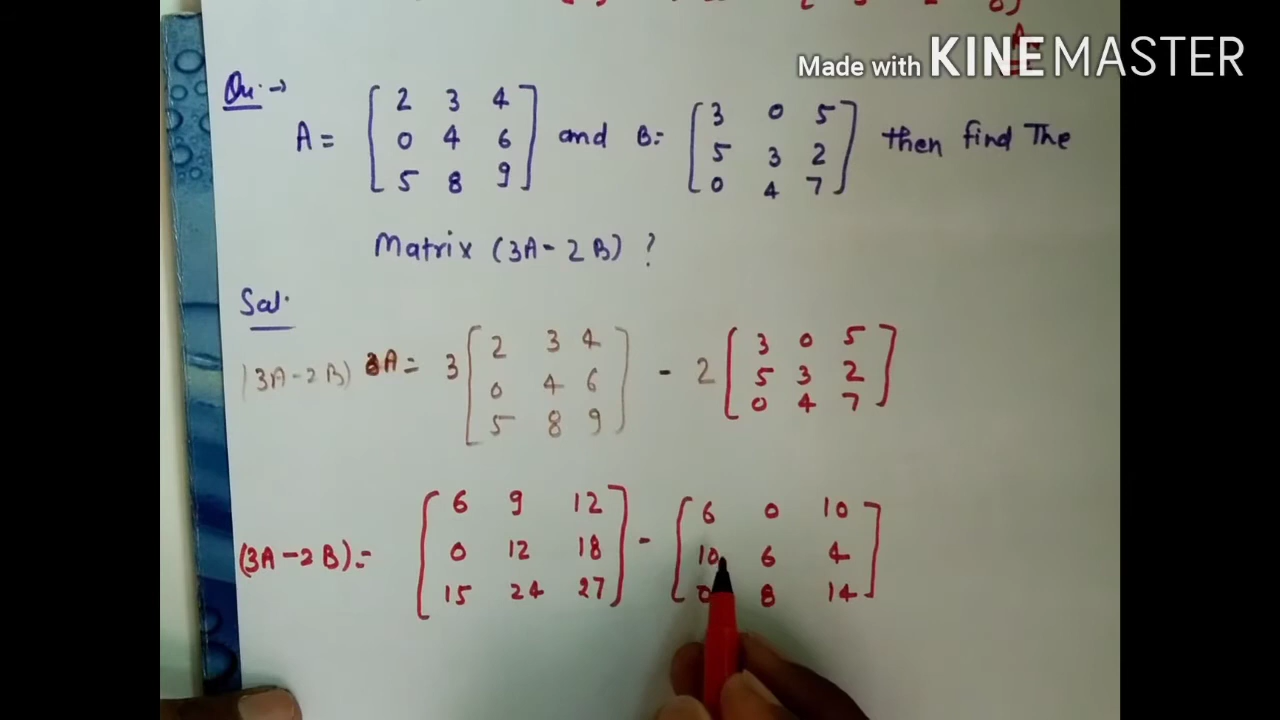 Made with KINEMASTER
Qu:→
A = [2 3 4] and B: [3 0 5] then find The
[0 4 6] [5 3 2]
[5 8 9] [0 4 7]
Matrix (3A - 2B) ?
Sol.
(3A - 2B) A = 3 [2 3 4] - 2 [3 0 5]
[0 4 6] [5 3 2]
[5 8 9] [0 4 7]
(3A - 2B) = [6 9 12] - [6 0 10]
[0 12 18] [10 6 4]
[15 24 27] [0 8 14]